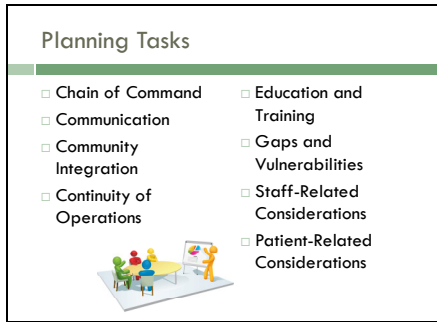 Planning Tasks
Chain of Command
Communication
Community
Integration
Continuity of
Operations
Education and
Training
Gaps and
Vulnerabilities
Staff-Related
Considerations
Patient-Related
Considerations